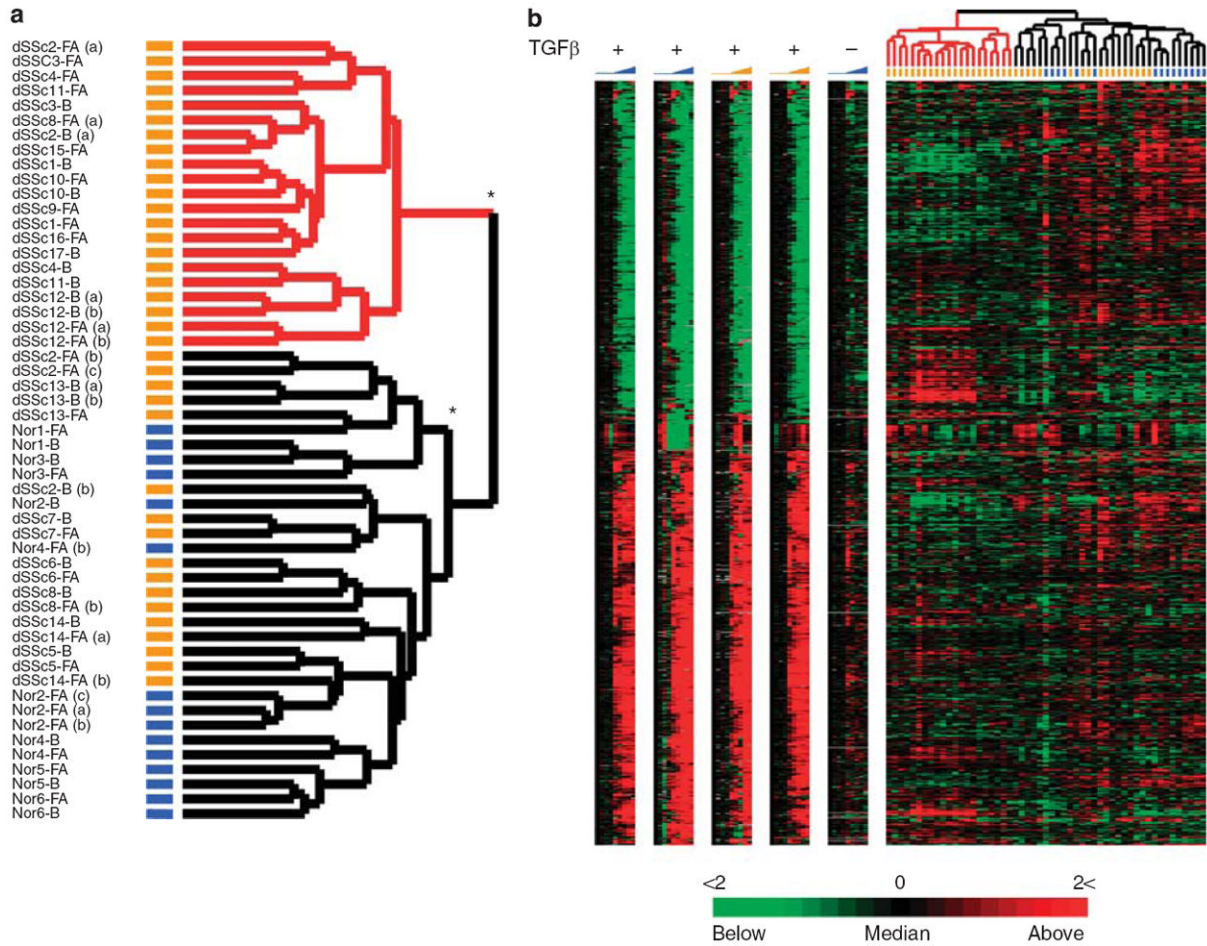 a
dSSc2-FA (a)
dSSC3-FA
dSSc4-FA
dSSc11-FA
dSSc3-B
dSSc8-FA (a)
dSSc2-B (a)
dSSc15-FA
dSSc1-B
dSSc10-FA
dSSc10-B
dSSc9-FA
dSSc1-FA
dSSc16-FA
dSSc17-B
dSSc4-B
dSSc11-B
dSSc12-B (a)
dSSc12-B (b)
dSSc12-FA (a)
dSSc12-FA (b)
dSSc2-FA (b)
dSSc2-FA (c)
dSSc13-B (a)
dSSc13-B (b)
dSSc13-FA
Nor1-FA
Nor1-B
Nor3-B
Nor3-FA
dSSc2-B (b)
Nor2-B
dSSc7-B
dSSc7-FA
Nor4-FA (b)
dSSc6-B
dSSc6-FA
dSSc8-B
dSSc8-FA (b)
dSSc14-B
dSSc14-FA (a)
dSSc5-B
dSSc5-FA
dSSc14-FA (b)
Nor2-FA (c)
Nor2-FA (a)
Nor2-FA (b)
Nor4-B
Nor4-FA
Nor5-FA
Nor5-B
Nor6-FA
Nor6-B
*
*
b
TGFβ + + + + −
<2 0 2<
Below Median Above